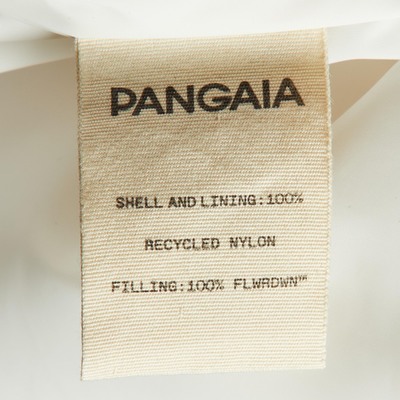 PANGAIA
SHELL AND LINING:100%
RECYCLED NYLON
FILLING:100% FLWRDWN™